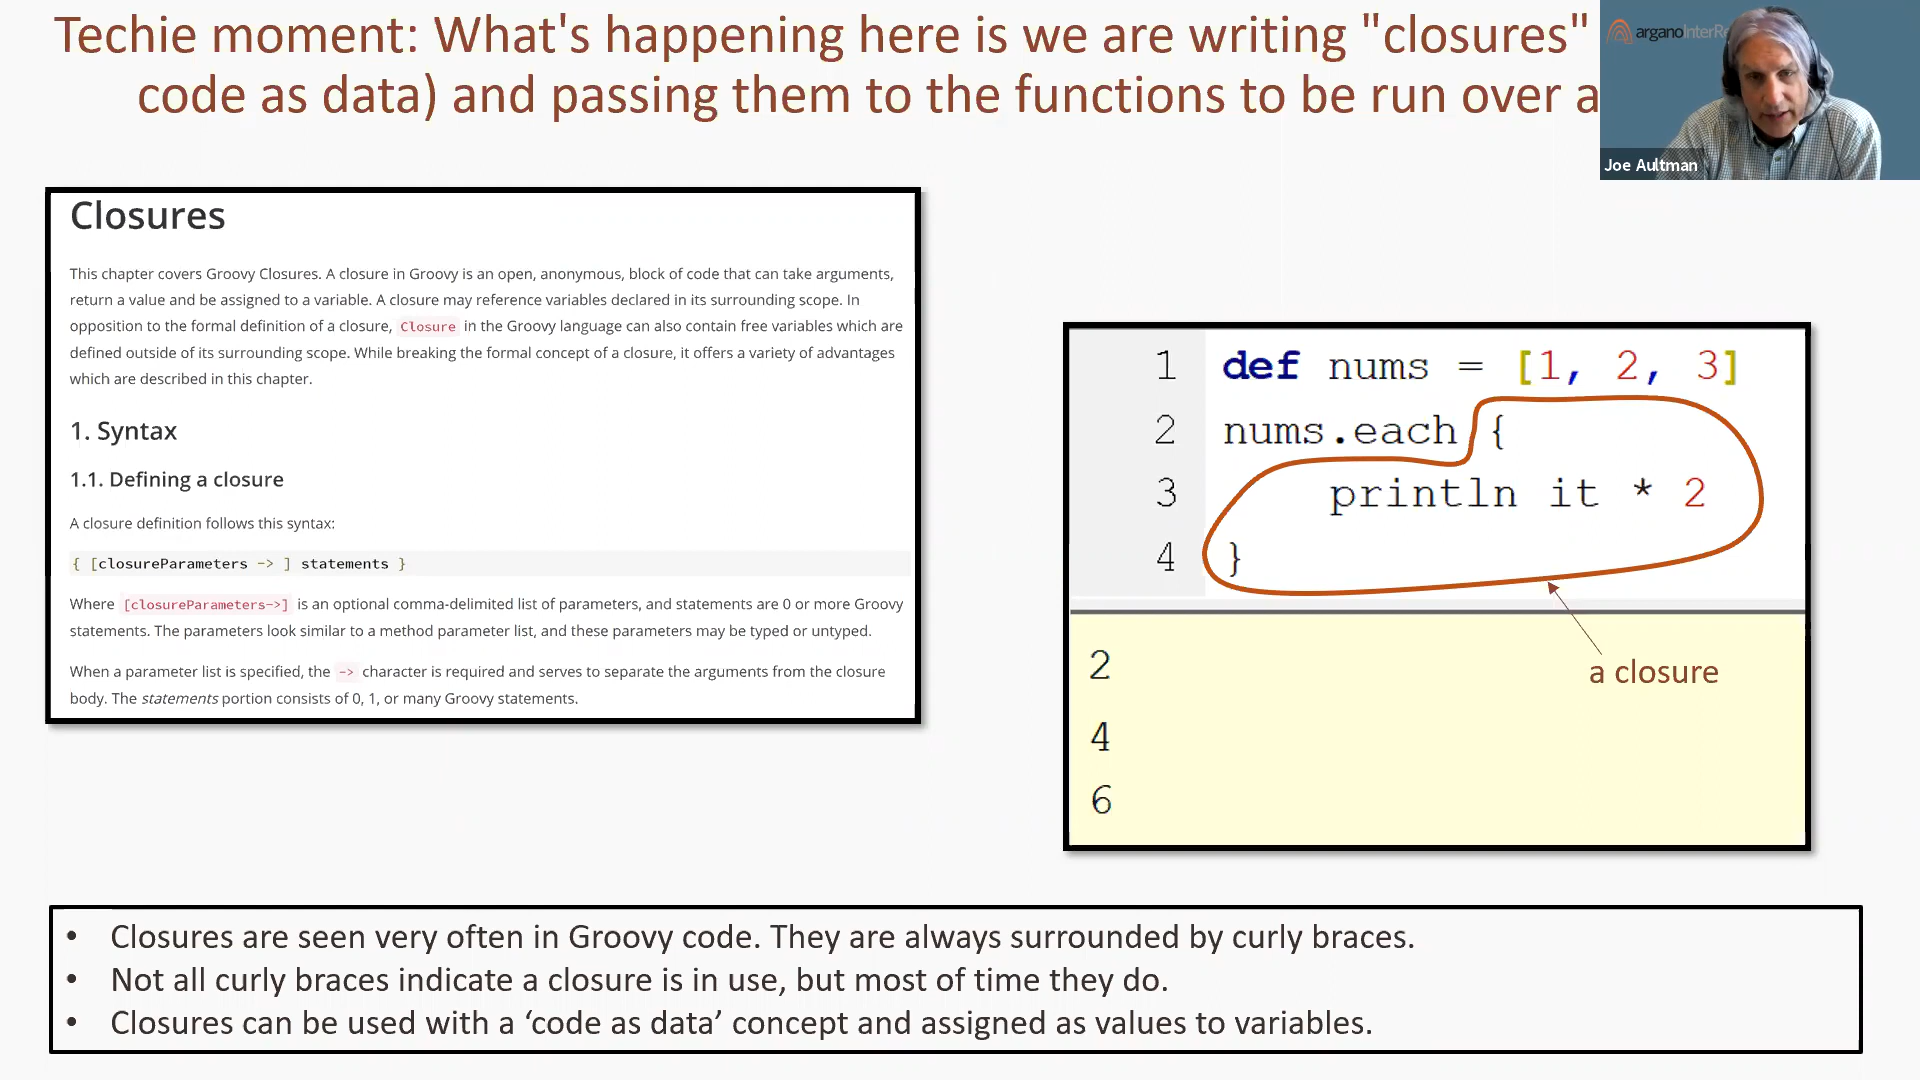 Techie moment: What's happening here is we are writing "closures"
code as data) and passing them to the functions to be run over a
arganoInterRe
Joe Aultman
Closures
This chapter covers Groovy Closures. A closure in Groovy is an open, anonymous, block of code that can take arguments,
return a value and be assigned to a variable. A closure may reference variables declared in its surrounding scope. In
opposition to the formal definition of a closure, Closure in the Groovy language can also contain free variables which are
defined outside of its surrounding scope. While breaking the formal concept of a closure, it offers a variety of advantages
which are described in this chapter.
1. Syntax
1.1. Defining a closure
A closure definition follows this syntax:
{ [closureParameters -> ] statements }
Where [closureParameters->] is an optional comma-delimited list of parameters, and statements are 0 or more Groovy
statements. The parameters look similar to a method parameter list, and these parameters may be typed or untyped.
When a parameter list is specified, the -> character is required and serves to separate the arguments from the closure
body. The statements portion consists of 0, 1, or many Groovy statements.
1 def nums = [1, 2, 3]
2 nums.each {
3 println it * 2
4 }
2
4
6
a closure
• Closures are seen very often in Groovy code. They are always surrounded by curly braces.
• Not all curly braces indicate a closure is in use, but most of time they do.
• Closures can be used with a ‘code as data’ concept and assigned as values to variables.